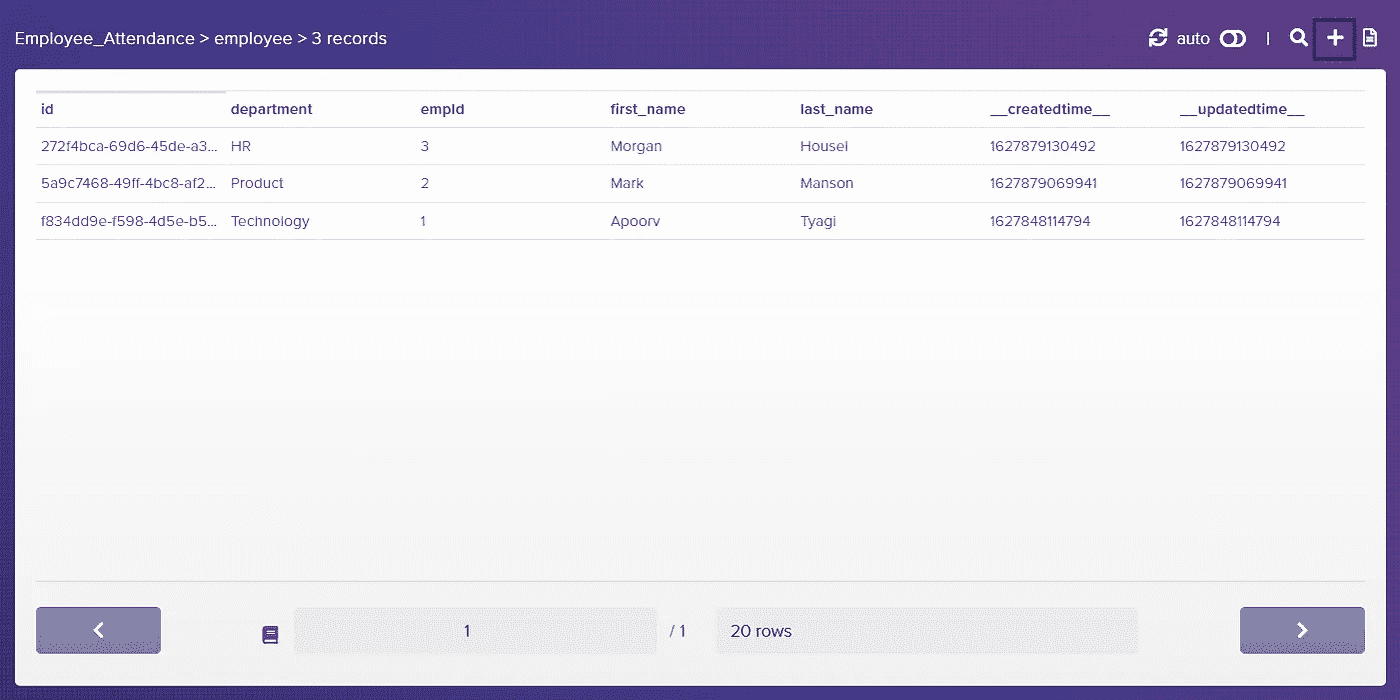 Employee_Attendance > employee > 3 records auto |
id department empId first_name last_name __createdtime__ __updatedtime__
272f4bca-69d6-45de-a3... HR 3 Morgan Housel 1627879130492 1627879130492
5a9c7468-49ff-4bc8-af2... Product 2 Mark Manson 1627879069941 1627879069941
f834dd9e-f598-4d5e-b5... Technology 1 Apoorv Tyagi 1627848114794 1627848114794
1 / 1 20 rows